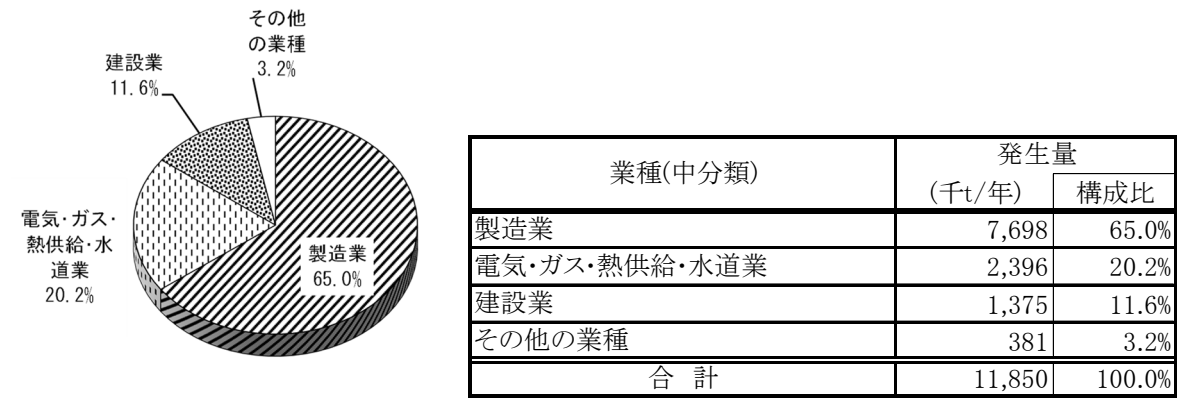 その他
の業種
3.2%
建設業
11.6%
電気・ガス・
熱供給・水
道業
20.2%
製造業
65.0%
業種(中分類) 発生量
(千t/年) 構成比
製造業 7,698 65.0%
電気・ガス・熱供給・水道業 2,396 20.2%
建設業 1,375 11.6%
その他の業種 381 3.2%
合 計 11,850 100.0%